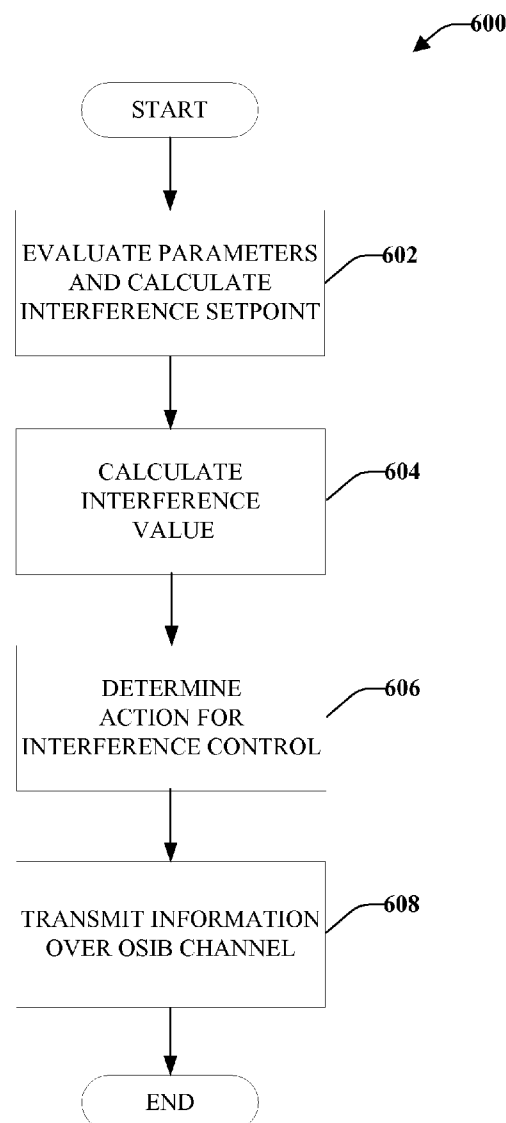 600
START
EVALUATE PARAMETERS
AND CALCULATE
INTERFERENCE SETPOINT
602
CALCULATE
INTERFERENCE
VALUE
604
DETERMINE
ACTION FOR
INTERFERENCE CONTROL
606
TRANSMIT INFORMATION
OVER OSIB CHANNEL
608
END